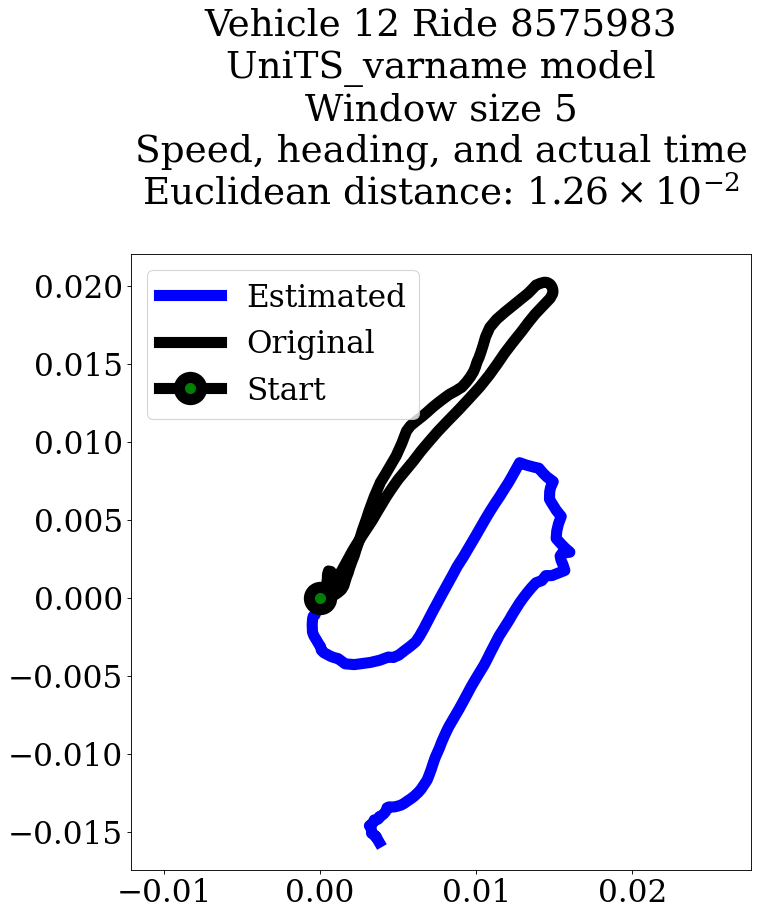 Vehicle 12 Ride 8575983
UniTS_varname model
Window size 5
Speed, heading, and actual time
Euclidean distance: 1.26 × 10⁻²
Estimated
Original
Start
0.020
0.015
0.010
0.005
0.000
−0.005
−0.010
−0.015
−0.01 0.00 0.01 0.02